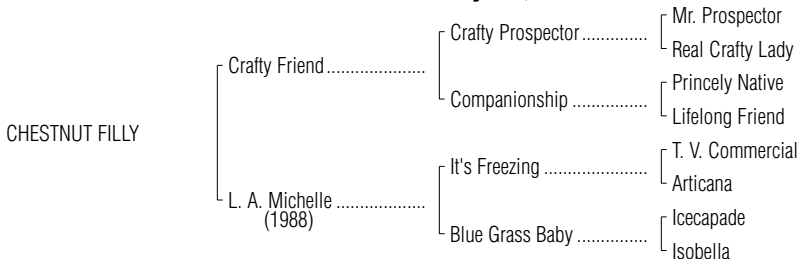 Mr. Prospector
Crafty Prospector ..............
Real Crafty Lady
Crafty Friend .....................
Princely Native
Companionship ................
Lifelong Friend
CHESTNUT FILLY
T. V. Commercial
It's Freezing ......................
Articana
L. A. Michelle ...................
(1988)
Icecapade
Blue Grass Baby ...............
Isobella